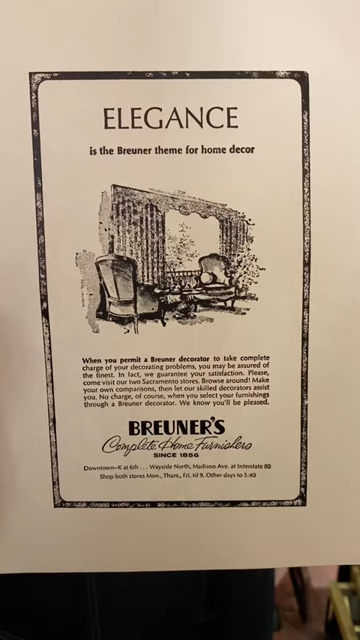 ELEGANCE
is the Breuner theme for home decor
When you permit a Breuner decorator to take complete
charge of your decorating problems, you may be assured of
the finest. In fact, we guarantee your satisfaction. Please,
come visit our two Sacramento stores. Browse around! Make
your own comparisons, then let our skilled decorators assist
you. No charge, of course, when you select your furnishings
through a Breuner decorator. We know you'll be pleased.
BREUNER'S
Complete Home Furnishers
SINCE 1856
Downtown—K at 6th . . . Wayside North, Madison Ave. at Interstate 80
Shop both stores Mon., Thurs., Fri. til 9. Other days to 5:40